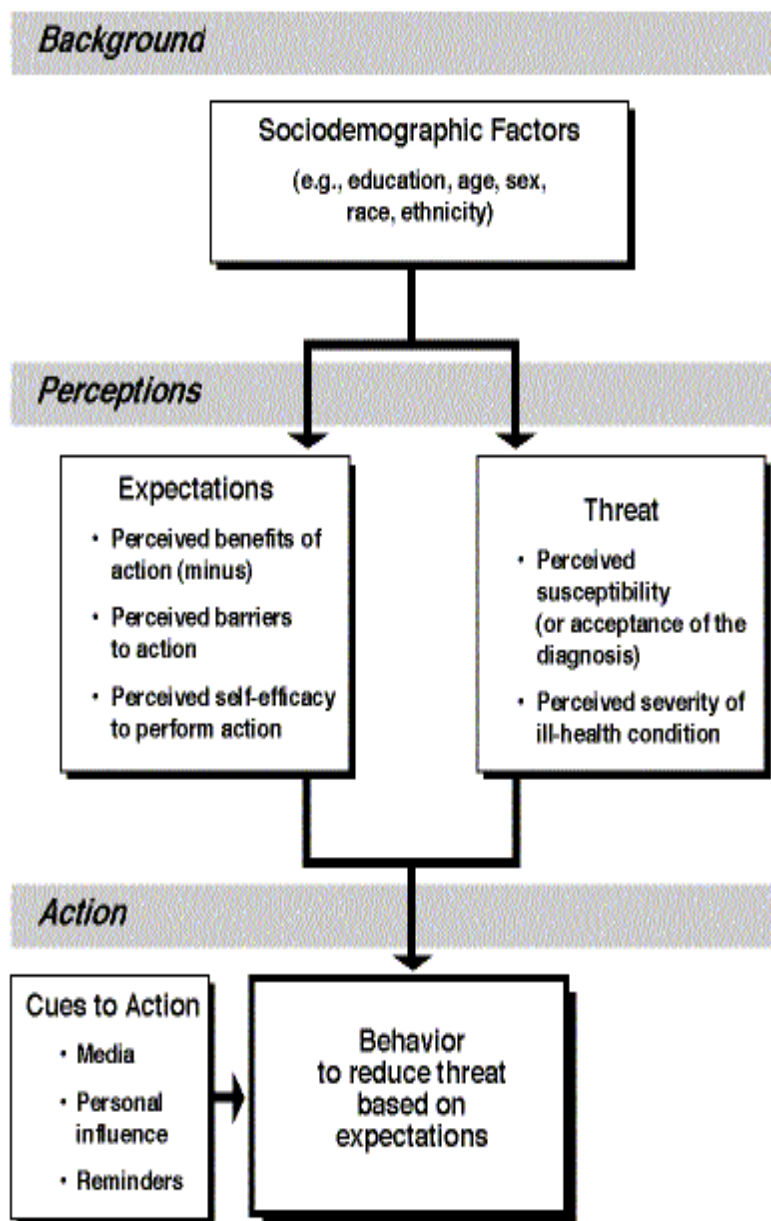 Background
Sociodemographic Factors
(e.g., education, age, sex,
race, ethnicity)
Perceptions
Expectations
• Perceived benefits of
action (minus)
• Perceived barriers
to action
• Perceived self-efficacy
to perform action
Threat
• Perceived
susceptibility
(or acceptance of the
diagnosis)
• Perceived severity of
ill-health condition
Action
Cues to Action
• Media
• Personal
influence
• Reminders
Behavior
to reduce threat
based on
expectations